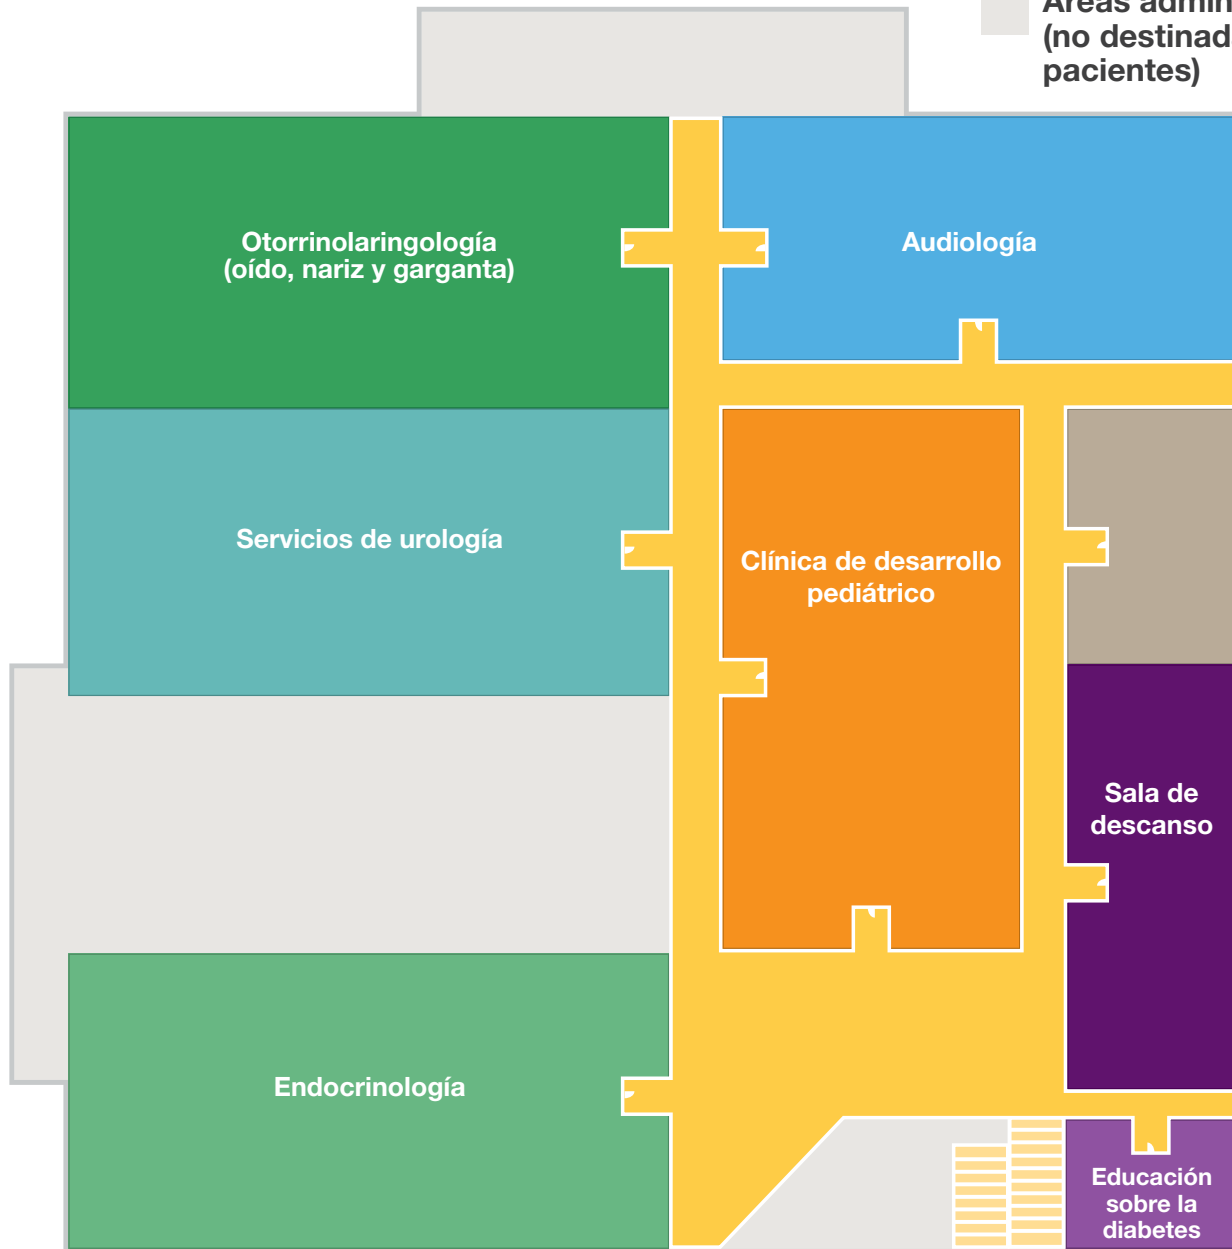 (no destinad
pacientes)
Otorrinolaringología
(oído, nariz y garganta)
Audiología
Servicios de urología
Clínica de desarrollo
pediátrico
Sala de
descanso
Endocrinología
Educación
sobre la
diabetes